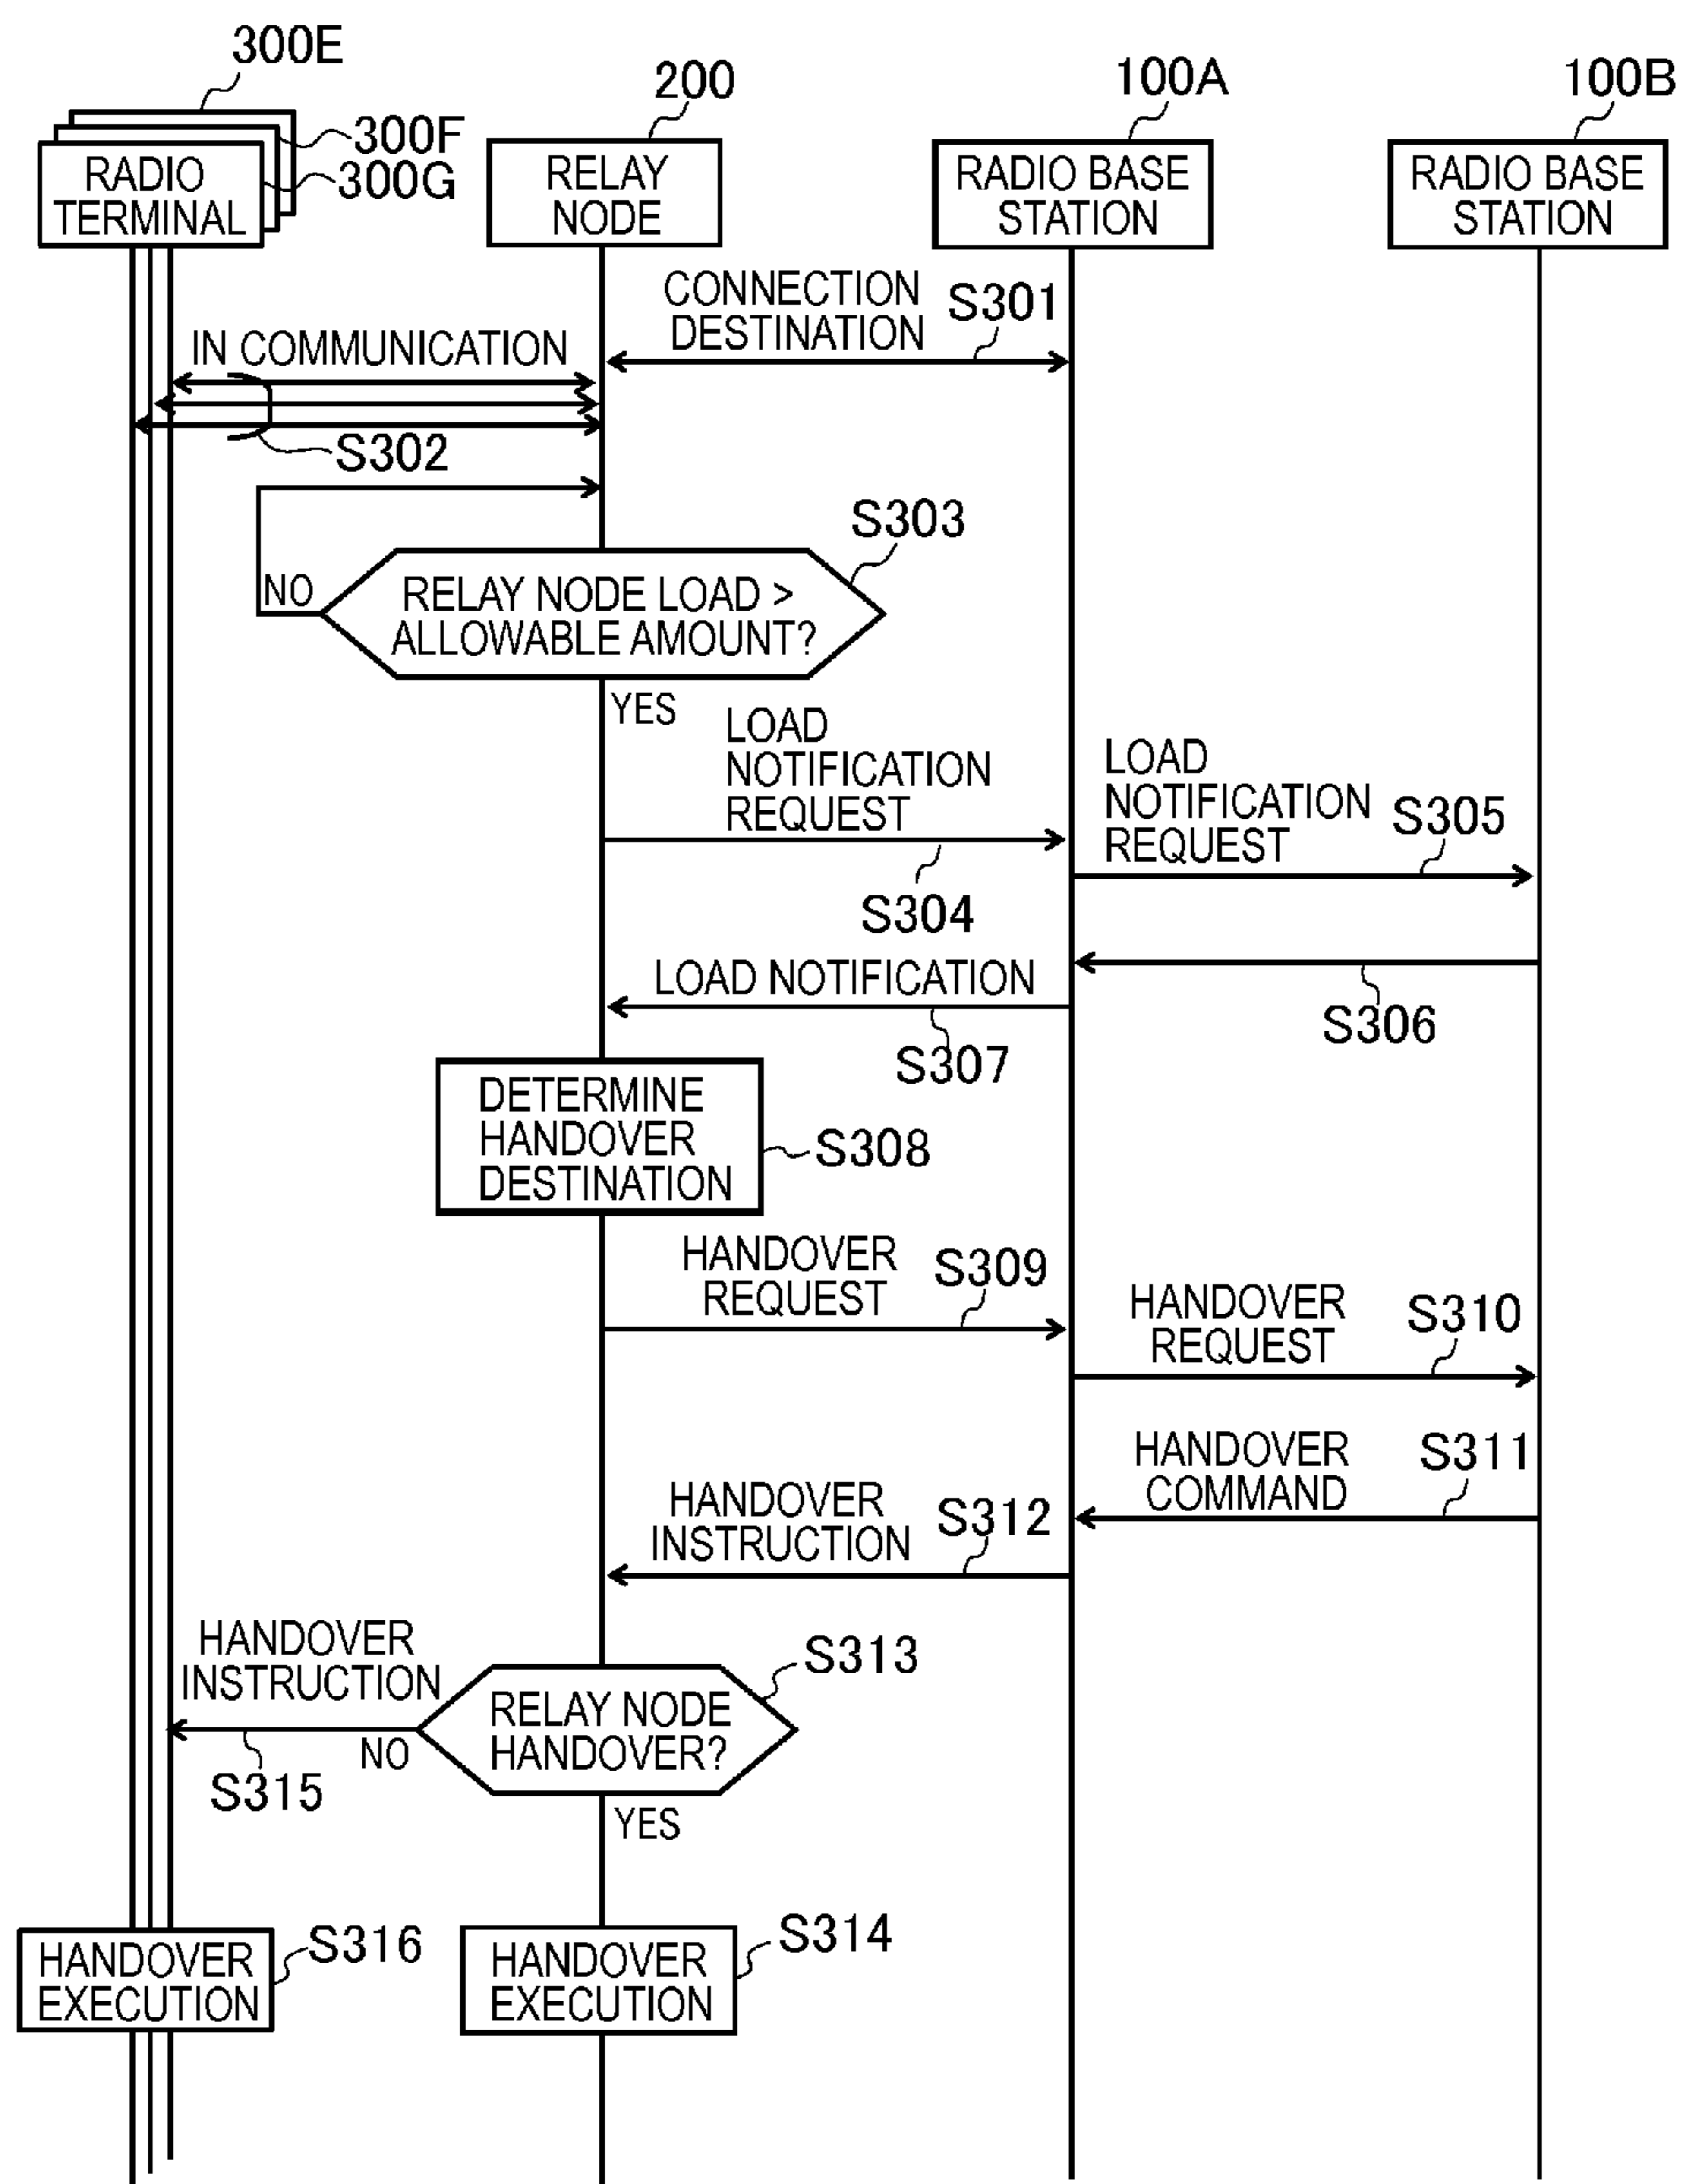 300E
200
100A
100B
300F
300G
RADIO
TERMINAL
RELAY
NODE
RADIO BASE
STATION
RADIO BASE
STATION
CONNECTION
DESTINATION
S301
IN COMMUNICATION
S302
S303
NO
RELAY NODE LOAD >
ALLOWABLE AMOUNT?
YES
LOAD
NOTIFICATION
REQUEST
S304
LOAD
NOTIFICATION
REQUEST
S305
LOAD NOTIFICATION
S306
S307
DETERMINE
HANDOVER
DESTINATION
S308
HANDOVER
REQUEST
S309
HANDOVER
REQUEST
S310
HANDOVER
COMMAND
S311
HANDOVER
INSTRUCTION
S312
HANDOVER
INSTRUCTION
S313
RELAY NODE
HANDOVER?
NO
S315
YES
HANDOVER
EXECUTION
S316
HANDOVER
EXECUTION
S314